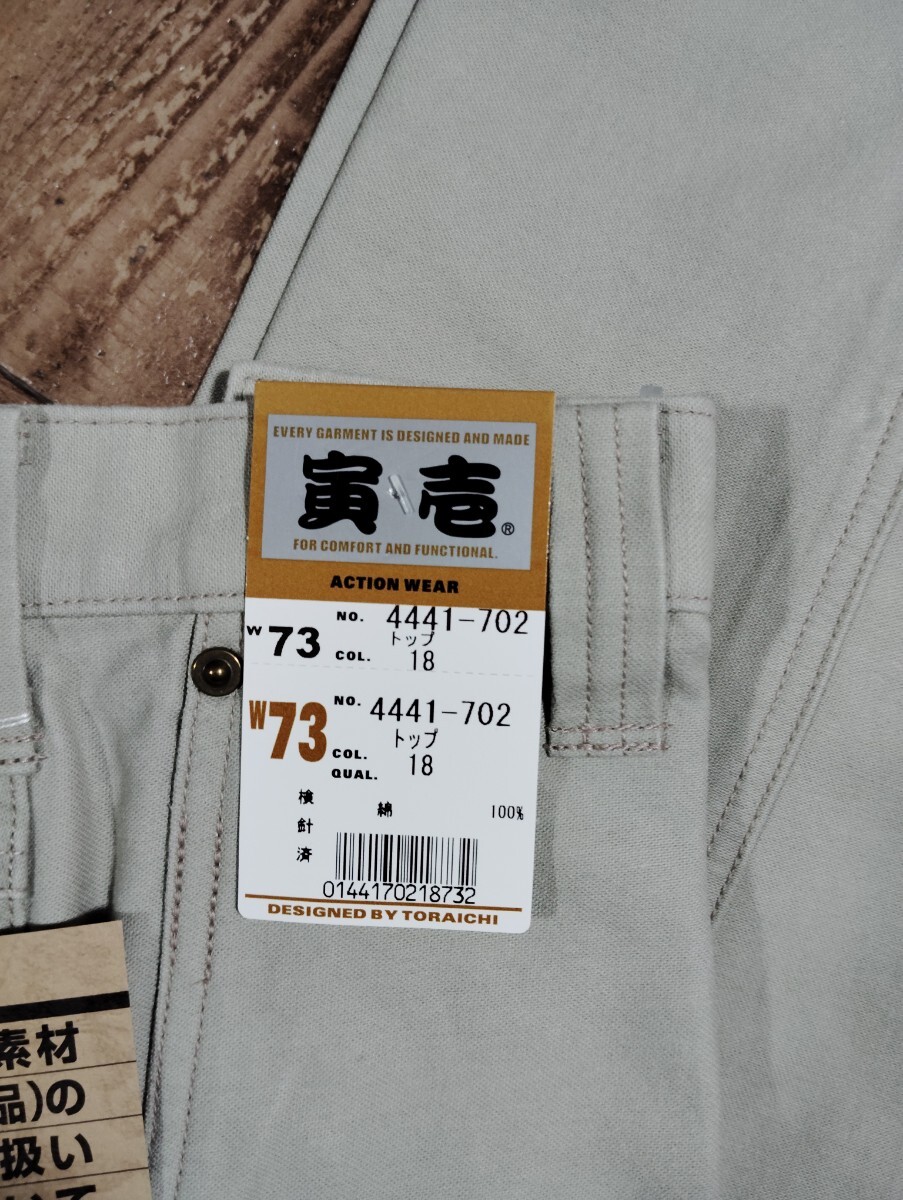 EVERY GARMENT IS DESIGNED AND MADE
寅壱®
FOR COMFORT AND FUNCTIONAL.
ACTION WEAR
W73 NO. 4441-702
トップ
COL. 18
W73 NO. 4441-702
トップ
COL. 18
QUAL.
検針済
綿 100%
0144170218732
DESIGNED BY TORAICHI
素材
品)の
扱い
いて